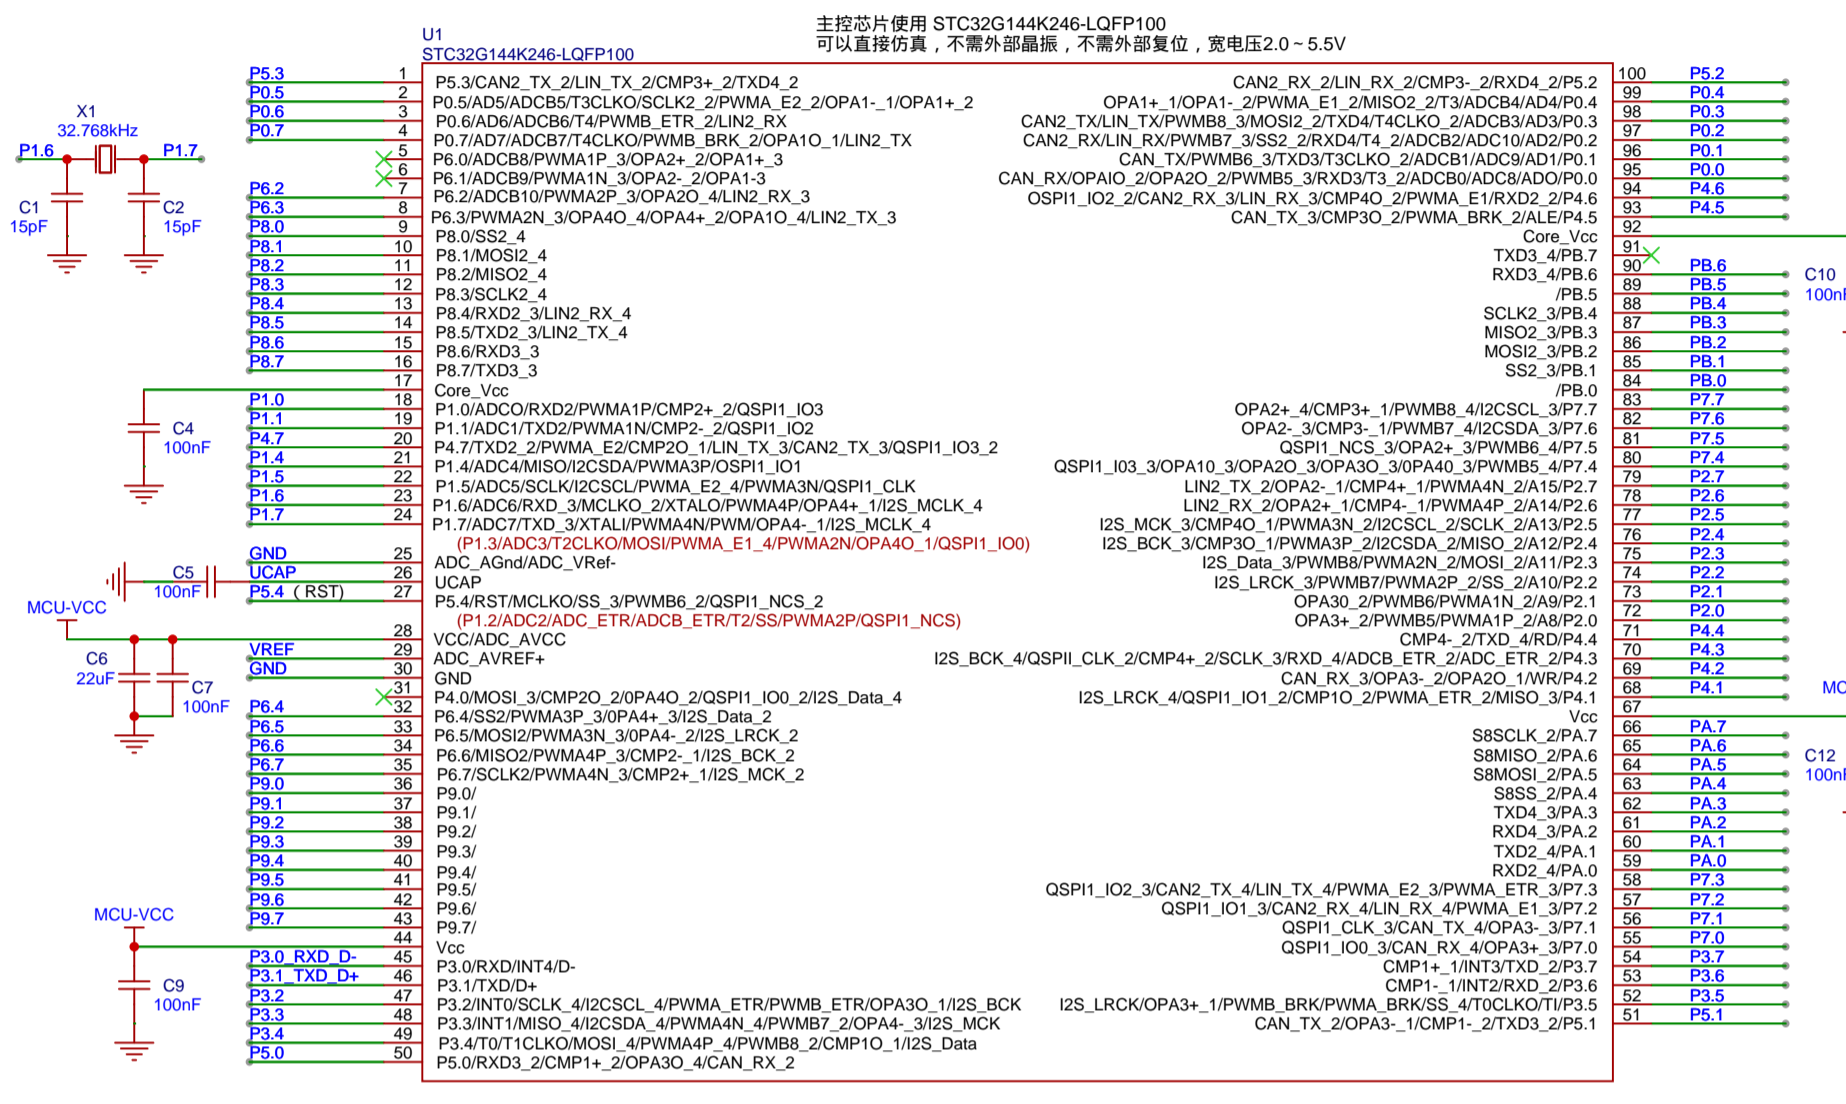 主控芯片使用 STC32G144K246-LQFP100
可以直接仿真，不需外部晶振，不需外部复位，宽电压2.0~5.5V
U1
STC32G144K246-LQFP100
X1
32.768kHz
P1.6
P1.7
C1
15pF
C2
15pF
C4
100nF
C5
100nF
MCU-VCC
C6
22uF
C7
100nF
MCU-VCC
C9
100nF
P5.3 1 P5.3/CAN2_TX_2/LIN_TX_2/CMP3+_2/TXD4_2
P0.5 2 P0.5/AD5/ADCB5/T3CLKO/SCLK2_2/PWMA_E2_2/OPA1-_1/OPA1+_2
P0.6 3 P0.6/AD6/ADCB6/T4/PWMB_ETR_2/LIN2_RX
P0.7 4 P0.7/AD7/ADCB7/T4CLKO/PWMB_BRK_2/OPA1O_1/LIN2_TX
5 P6.0/ADCB8/PWMA1P_3/OPA2+_2/OPA1+_3
6 P6.1/ADCB9/PWMA1N_3/OPA2-_2/OPA1-3
P6.2 7 P6.2/ADCB10/PWMA2P_3/OPA2O_4/LIN2_RX_3
P6.3 8 P6.3/PWMA2N_3/OPA4O_4/OPA4+_2/OPA1O_4/LIN2_TX_3
P8.0 9 P8.0/SS2_4
P8.1 10 P8.1/MOSI2_4
P8.2 11 P8.2/MISO2_4
P8.3 12 P8.3/SCLK2_4
P8.4 13 P8.4/RXD2_3/LIN2_RX_4
P8.5 14 P8.5/TXD2_3/LIN2_TX_4
P8.6 15 P8.6/RXD3_3
P8.7 16 P8.7/TXD3_3
17 Core_Vcc
P1.0 18 P1.0/ADCO/RXD2/PWMA1P/CMP2+_2/QSPI1_IO3
P1.1 19 P1.1/ADC1/TXD2/PWMA1N/CMP2-_2/QSPI1_IO2
P4.7 20 P4.7/TXD2_2/PWMA_E2/CMP2O_1/LIN_TX_3/CAN2_TX_3/QSPI1_IO3_2
P1.4 21 P1.4/ADC4/MISO/I2CSDA/PWMA3P/OSPI1_IO1
P1.5 22 P1.5/ADC5/SCLK/I2CSCL/PWMA_E2_4/PWMA3N/QSPI1_CLK
P1.6 23 P1.6/ADC6/RXD_3/MCLKO_2/XTALO/PWMA4P/OPA4+_1/I2S_MCLK_4
P1.7 24 P1.7/ADC7/TXD_3/XTALI/PWMA4N/PWM/OPA4-_1/I2S_MCLK_4
(P1.3/ADC3/T2CLKO/MOSI/PWMA_E1_4/PWMA2N/OPA4O_1/QSPI1_IO0)
GND 25 ADC_AGnd/ADC_VRef-
UCAP 26 UCAP
P5.4 ( RST) 27 P5.4/RST/MCLKO/SS_3/PWMB6_2/QSPI1_NCS_2
(P1.2/ADC2/ADC_ETR/ADCB_ETR/T2/SS/PWMA2P/QSPI1_NCS)
28 VCC/ADC_AVCC
VREF 29 ADC_AVREF+
GND 30 GND
31 P4.0/MOSI_3/CMP2O_2/0PA4O_2/QSPI1_IO0_2/I2S_Data_4
P6.4 32 P6.4/SS2/PWMA3P_3/0PA4+_3/I2S_Data_2
P6.5 33 P6.5/MOSI2/PWMA3N_3/0PA4-_2/I2S_LRCK_2
P6.6 34 P6.6/MISO2/PWMA4P_3/CMP2-_1/I2S_BCK_2
P6.7 35 P6.7/SCLK2/PWMA4N_3/CMP2+_1/I2S_MCK_2
P9.0 36 P9.0/
P9.1 37 P9.1/
P9.2 38 P9.2/
P9.3 39 P9.3/
P9.4 40 P9.4/
P9.5 41 P9.5/
P9.6 42 P9.6/
P9.7 43 P9.7/
44 Vcc
P3.0_RXD_D- 45 P3.0/RXD/INT4/D-
P3.1_TXD_D+ 46 P3.1/TXD/D+
P3.2 47 P3.2/INT0/SCLK_4/I2CSCL_4/PWMA_ETR/PWMB_ETR/OPA3O_1/I2S_BCK
P3.3 48 P3.3/INT1/MISO_4/I2CSDA_4/PWMA4N_4/PWMB7_2/OPA4-_3/I2S_MCK
P3.4 49 P3.4/T0/T1CLKO/MOSI_4/PWMA4P_4/PWMB8_2/CMP1O_1/I2S_Data
P5.0 50 P5.0/RXD3_2/CMP1+_2/OPA3O_4/CAN_RX_2
CAN2_RX_2/LIN_RX_2/CMP3-_2/RXD4_2/P5.2 100 P5.2
OPA1+_1/OPA1-_2/PWMA_E1_2/MISO2_2/T3/ADCB4/AD4/P0.4 99 P0.4
CAN2_TX/LIN_TX/PWMB8_3/MOSI2_2/TXD4/T4CLKO_2/ADCB3/AD3/P0.3 98 P0.3
CAN2_RX/LIN_RX/PWMB7_3/SS2_2/RXD4/T4_2/ADCB2/ADC10/AD2/P0.2 97 P0.2
CAN_TX/PWMB6_3/TXD3/T3CLKO_2/ADCB1/ADC9/AD1/P0.1 96 P0.1
CAN_RX/OPAIO_2/OPA2O_2/PWMB5_3/RXD3/T3_2/ADCB0/ADC8/ADO/P0.0 95 P0.0
OSPI1_IO2_2/CAN2_RX_3/LIN_RX_3/CMP4O_2/PWMA_E1/RXD2_2/P4.6 94 P4.6
CAN_TX_3/CMP3O_2/PWMA_BRK_2/ALE/P4.5 93 P4.5
Core_Vcc 92
TXD3_4/PB.7 91
RXD3_4/PB.6 90 PB.6
/PB.5 89 PB.5
SCLK2_3/PB.4 88 PB.4
MISO2_3/PB.3 87 PB.3
MOSI2_3/PB.2 86 PB.2
SS2_3/PB.1 85 PB.1
/PB.0 84 PB.0
OPA2+_4/CMP3+_1/PWMB8_4/I2CSCL_3/P7.7 83 P7.7
OPA2-_3/CMP3-_1/PWMB7_4/I2CSDA_3/P7.6 82 P7.6
QSPI1_NCS_3/OPA2+_3/PWMB6_4/P7.5 81 P7.5
QSPI1_I03_3/OPA10_3/OPA2O_3/OPA3O_3/0PA40_3/PWMB5_4/P7.4 80 P7.4
LIN2_TX_2/OPA2-_1/CMP4+_1/PWMA4N_2/A15/P2.7 79 P2.7
LIN2_RX_2/OPA2+_1/CMP4-_1/PWMA4P_2/A14/P2.6 78 P2.6
I2S_MCK_3/CMP4O_1/PWMA3N_2/I2CSCL_2/SCLK_2/A13/P2.5 77 P2.5
I2S_BCK_3/CMP3O_1/PWMA3P_2/I2CSDA_2/MISO_2/A12/P2.4 76 P2.4
I2S_Data_3/PWMB8/PWMA2N_2/MOSI_2/A11/P2.3 75 P2.3
I2S_LRCK_3/PWMB7/PWMA2P_2/SS_2/A10/P2.2 74 P2.2
OPA30_2/PWMB6/PWMA1N_2/A9/P2.1 73 P2.1
OPA3+_2/PWMB5/PWMA1P_2/A8/P2.0 72 P2.0
CMP4-_2/TXD_4/RD/P4.4 71 P4.4
I2S_BCK_4/QSPII_CLK_2/CMP4+_2/SCLK_3/RXD_4/ADCB_ETR_2/ADC_ETR_2/P4.3 70 P4.3
CAN_RX_3/OPA3-_2/OPA2O_1/WR/P4.2 69 P4.2
I2S_LRCK_4/QSPI1_IO1_2/CMP1O_2/PWMA_ETR_2/MISO_3/P4.1 68 P4.1
Vcc 67
S8SCLK_2/PA.7 66 PA.7
S8MISO_2/PA.6 65 PA.6
S8MOSI_2/PA.5 64 PA.5
S8SS_2/PA.4 63 PA.4
TXD4_3/PA.3 62 PA.3
RXD4_3/PA.2 61 PA.2
TXD2_4/PA.1 60 PA.1
RXD2_4/PA.0 59 PA.0
QSPI1_IO2_3/CAN2_TX_4/LIN_TX_4/PWMA_E2_3/PWMA_ETR_3/P7.3 58 P7.3
QSPI1_IO1_3/CAN2_RX_4/LIN_RX_4/PWMA_E1_3/P7.2 57 P7.2
QSPI1_CLK_3/CAN_TX_4/OPA3-_3/P7.1 56 P7.1
QSPI1_IO0_3/CAN_RX_4/OPA3+_3/P7.0 55 P7.0
CMP1+_1/INT3/TXD_2/P3.7 54 P3.7
CMP1-_1/INT2/RXD_2/P3.6 53 P3.6
I2S_LRCK/OPA3+_1/PWMB_BRK/PWMA_BRK/SS_4/T0CLKO/TI/P3.5 52 P3.5
CAN_TX_2/OPA3-_1/CMP1-_2/TXD3_2/P5.1 51 P5.1
C10
100nF
MC
C12
100nF